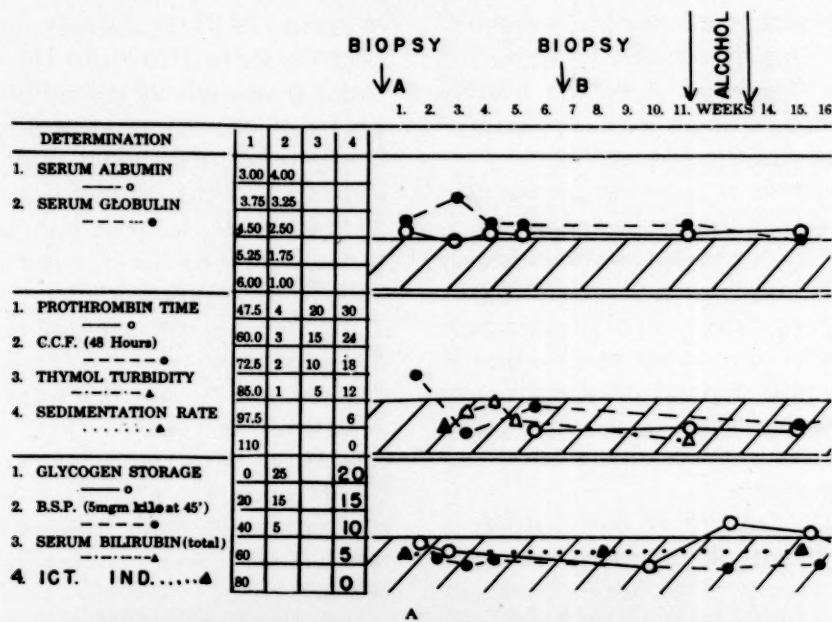 BIOPSY BIOPSY ALCOHOL
A B
1. 2. 3. 4. 5. 6. 7. 8. 9. 10. 11. WEEKS 14. 15. 16
DETERMINATION 1 2 3 4
1. SERUM ALBUMIN 3.00 4.00
2. SERUM GLOBULIN 3.75 3.25
4.50 2.50
5.25 1.75
6.00 1.00
1. PROTHROMBIN TIME 47.5 4 20 30
2. C.C.F. (48 Hours) 60.0 3 15 24
3. THYMOL TURBIDITY 72.5 2 10 18
85.0 1 5 12
4. SEDIMENTATION RATE 97.5 6
110 0
1. GLYCOGEN STORAGE 0 25 20
2. B.S.P. (5mgm kilo at 45') 20 15 15
40 5 10
3. SERUM BILIRUBIN (total) 60 5
4. ICT. IND. 80 0
A